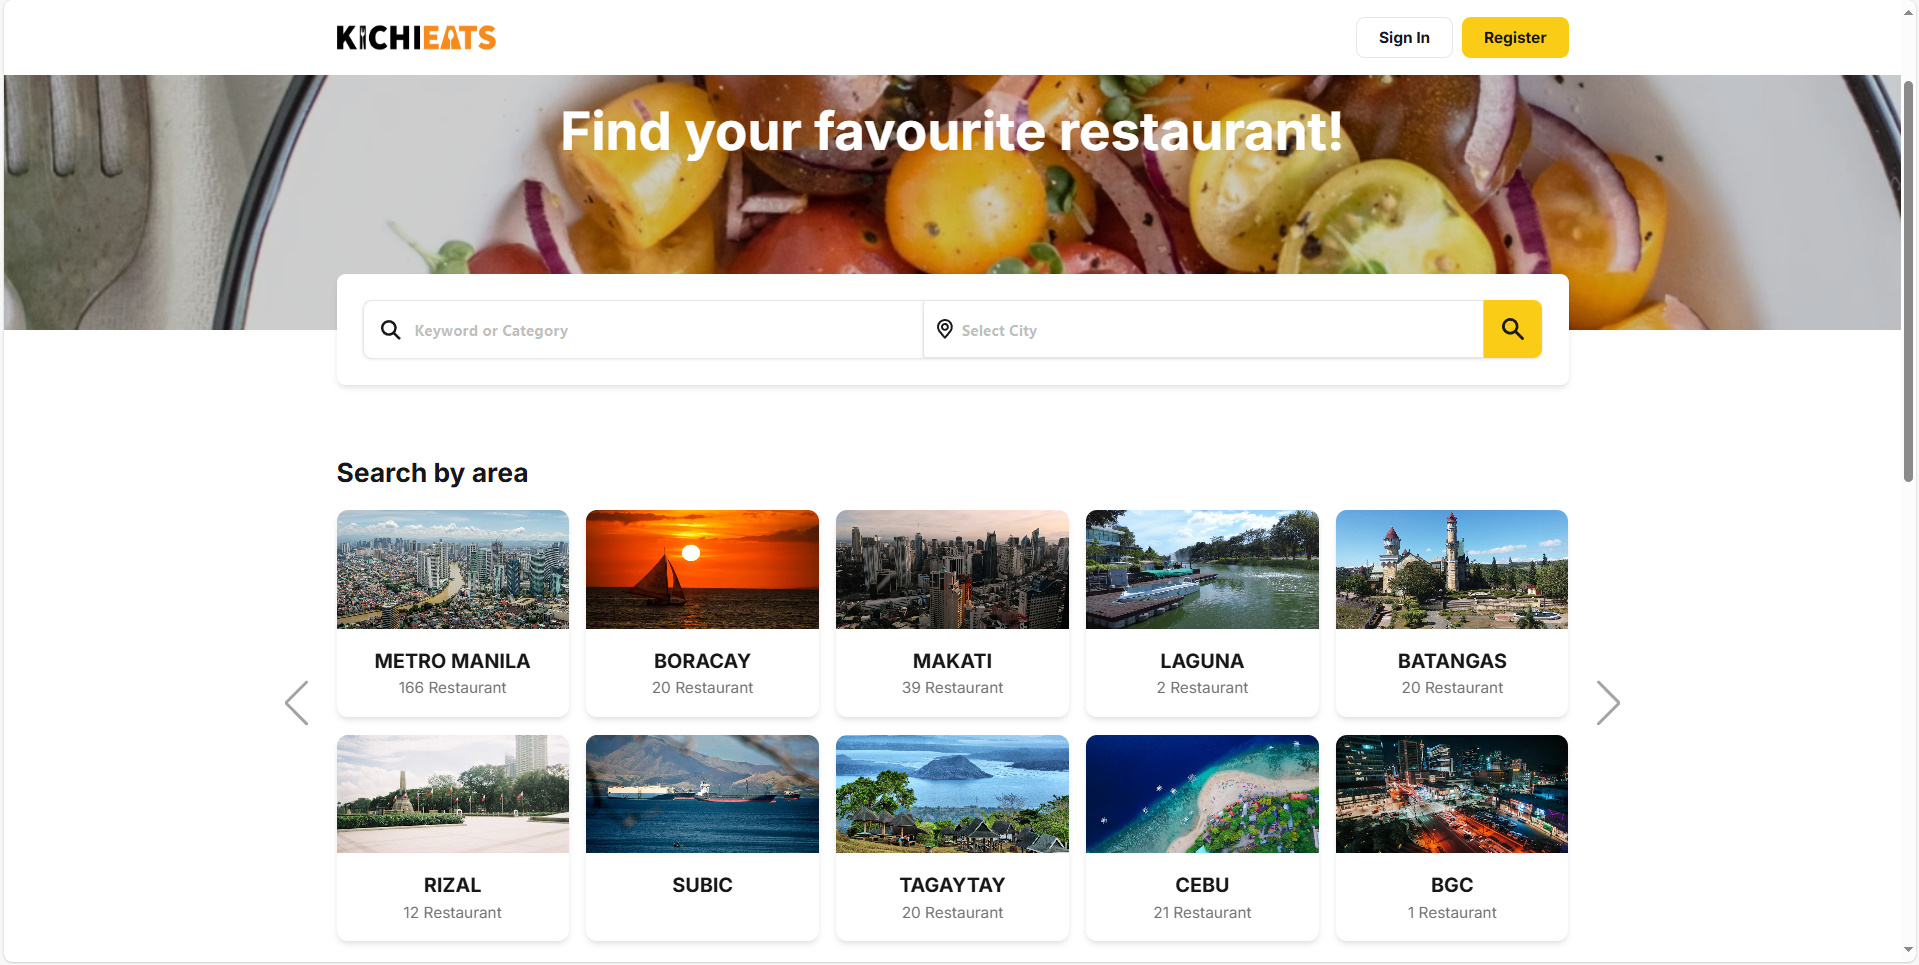 KICHIEATS
Sign In
Register
Find your favourite restaurant!
Keyword or Category
Select City
Search by area
METRO MANILA
166 Restaurant
BORACAY
20 Restaurant
MAKATI
39 Restaurant
LAGUNA
2 Restaurant
BATANGAS
20 Restaurant
RIZAL
12 Restaurant
SUBIC
TAGAYTAY
20 Restaurant
CEBU
21 Restaurant
BGC
1 Restaurant